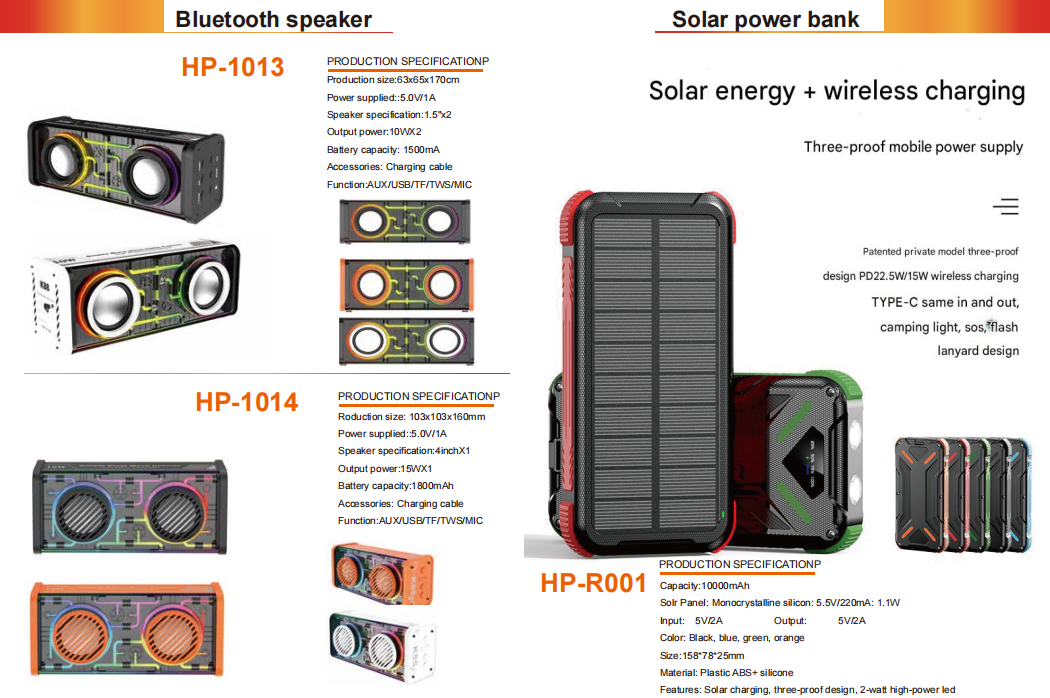 Bluetooth speaker
HP-1013
PRODUCTION SPECIFICATIONP
Production size:63x65x170cm
Power supplied::5.0V/1A
Speaker specification:1.5"x2
Output power:10WX2
Battery capacity: 1500mA
Accessories: Charging cable
Function:AUX/USB/TF/TWS/MIC
K88
HP-1014
PRODUCTION SPECIFICATIONP
Roduction size: 103x103x160mm
Power supplied::5.0V/1A
Speaker specification:4inchX1
Output power:15WX1
Battery capacity:1800mAh
Accessories: Charging cable
Function:AUX/USB/TF/TWS/MIC
Solar power bank
Solar energy + wireless charging
Three-proof mobile power supply
Patented private model three-proof
design PD22.5W/15W wireless charging
TYPE-C same in and out,
camping light, sos, flash
lanyard design
HP-R001
PRODUCTION SPECIFICATIONP
Capacity:10000mAh
Solr Panel: Monocrystalline silicon: 5.5V/220mA: 1.1W
Input: 5V/2A Output: 5V/2A
Color: Black, blue, green, orange
Size:158*78*25mm
Material: Plastic ABS+ silicone
Features: Solar charging, three-proof design, 2-watt high-power led